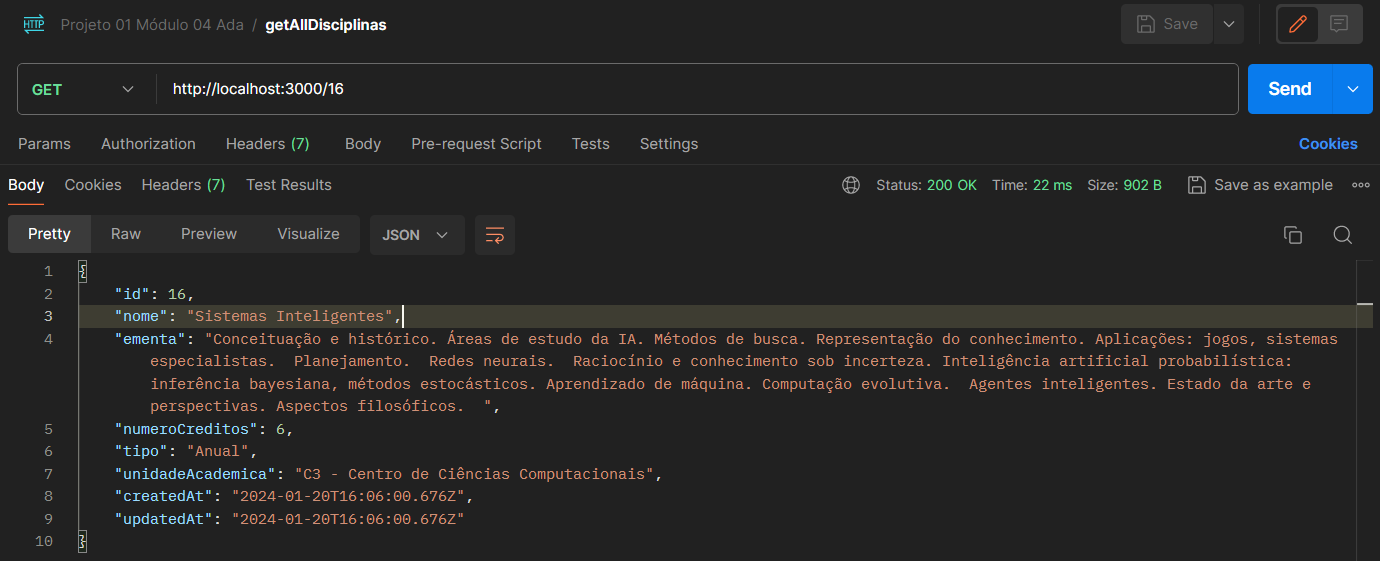 HTTP Projeto 01 Módulo 04 Ada / getAllDisciplinas Save
GET http://localhost:3000/16 Send
Params Authorization Headers (7) Body Pre-request Script Tests Settings Cookies
Body Cookies Headers (7) Test Results Status: 200 OK Time: 22 ms Size: 902 B Save as example
Pretty Raw Preview Visualize JSON
1 {
2 "id": 16,
3 "nome": "Sistemas Inteligentes",
4 "ementa": "Conceituação e histórico. Áreas de estudo da IA. Métodos de busca. Representação do conhecimento. Aplicações: jogos, sistemas
especialistas.  Planejamento.  Redes neurais.  Raciocínio e conhecimento sob incerteza. Inteligência artificial probabilística:
inferência bayesiana, métodos estocásticos. Aprendizado de máquina. Computação evolutiva.  Agentes inteligentes. Estado da arte e
perspectivas. Aspectos filosóficos.  ",
5 "numeroCreditos": 6,
6 "tipo": "Anual",
7 "unidadeAcademica": "C3 - Centro de Ciências Computacionais",
8 "createdAt": "2024-01-20T16:06:00.676Z",
9 "updatedAt": "2024-01-20T16:06:00.676Z"
10 }